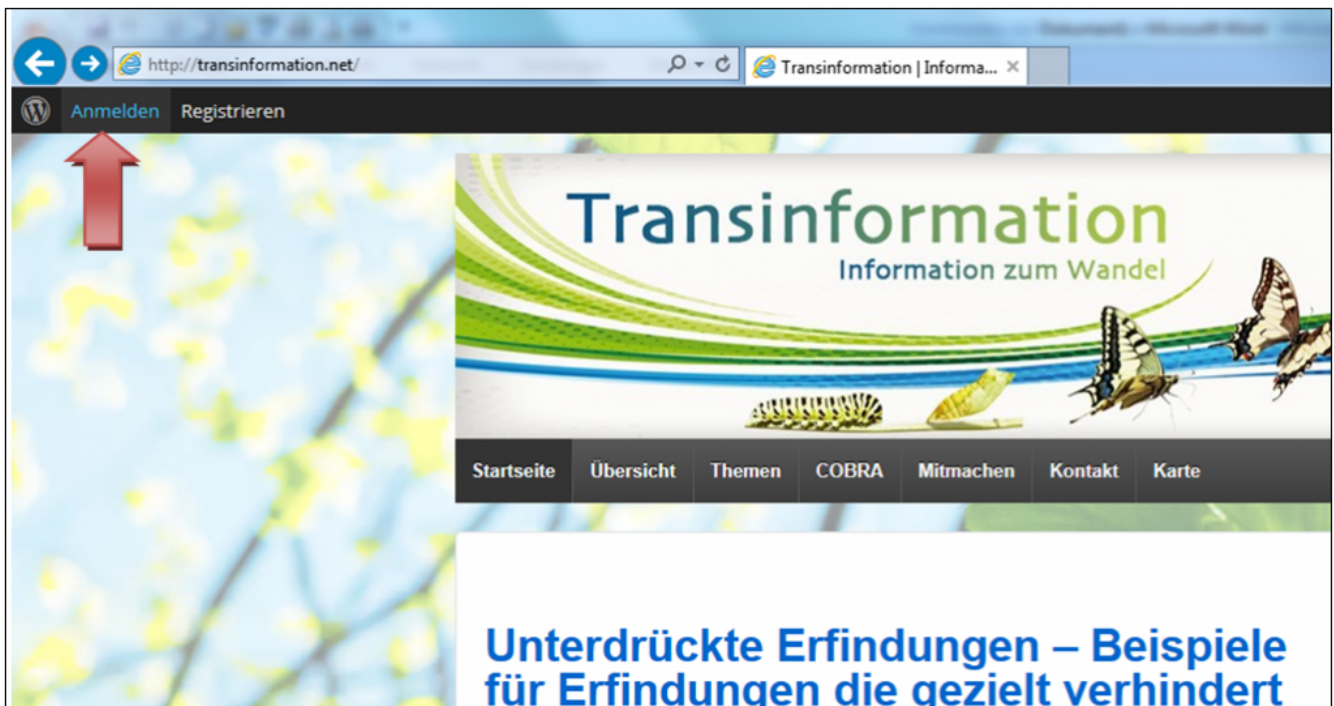 http://transinformation.net/
Transinformation | Informa...
Anmelden Registrieren
Transinformation
Information zum Wandel
Startseite Übersicht Themen COBRA Mitmachen Kontakt Karte
Unterdrückte Erfindungen – Beispiele
für Erfindungen die gezielt verhindert